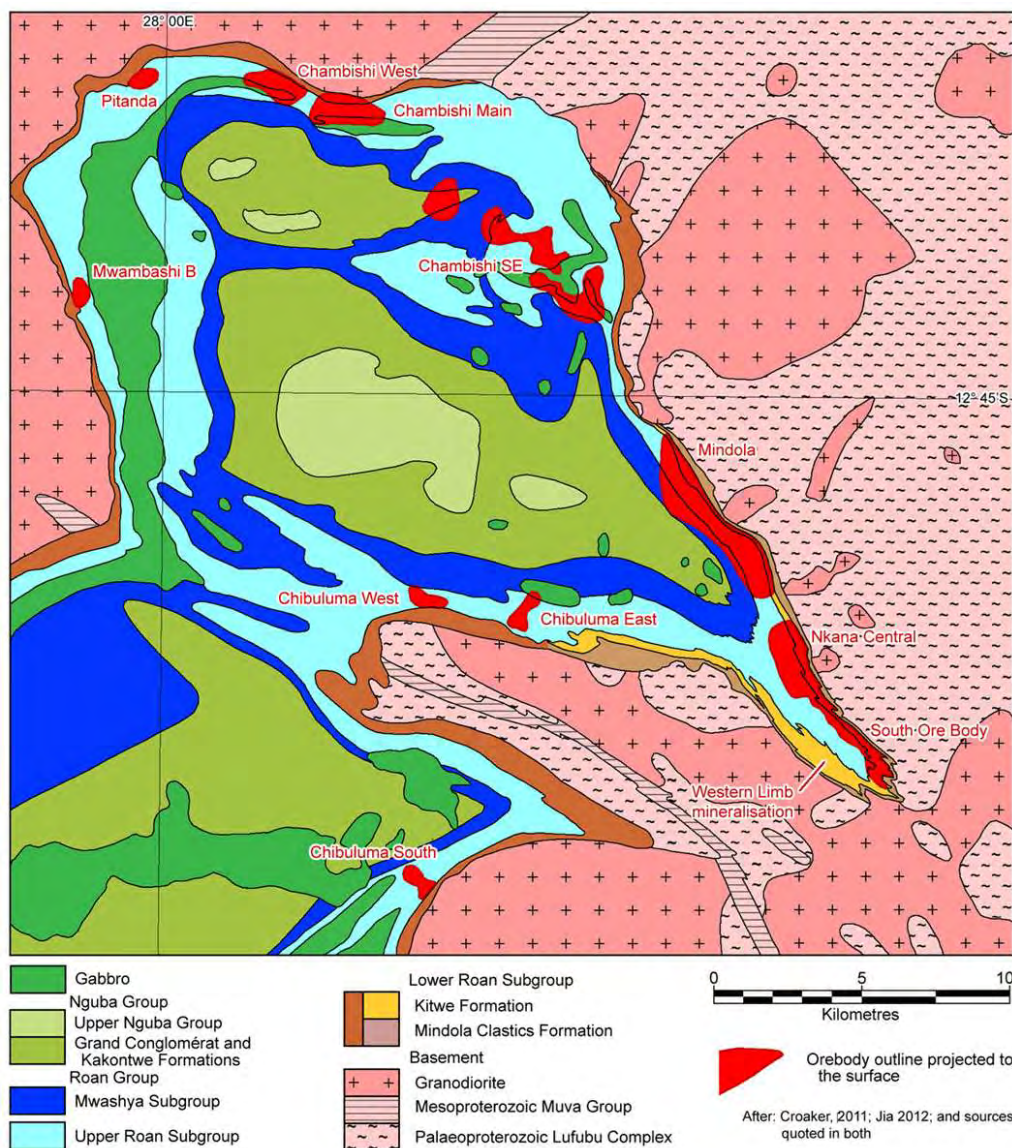 28° 00'E
Chambishi West
Pitanda
Chambishi Main
Mwambashi B
Chambishi SE
12° 45'S
Mindola
Chibuluma West
Chibuluma East
Nkana Central
South Ore Body
Western Limb
mineralisation
Chibuluma South
Gabbro
Nguba Group
Upper Nguba Group
Grand Conglomérat and
Kakontwe Formations
Roan Group
Mwashya Subgroup
Upper Roan Subgroup
Lower Roan Subgroup
Kitwe Formation
Mindola Clastics Formation
Basement
Granodiorite
Mesoproterozoic Muva Group
Palaeoproterozoic Lufubu Complex
0 5 10
Kilometres
Orebody outline projected to
the surface
After: Croaker, 2011; Jia 2012; and sources
quoted in both